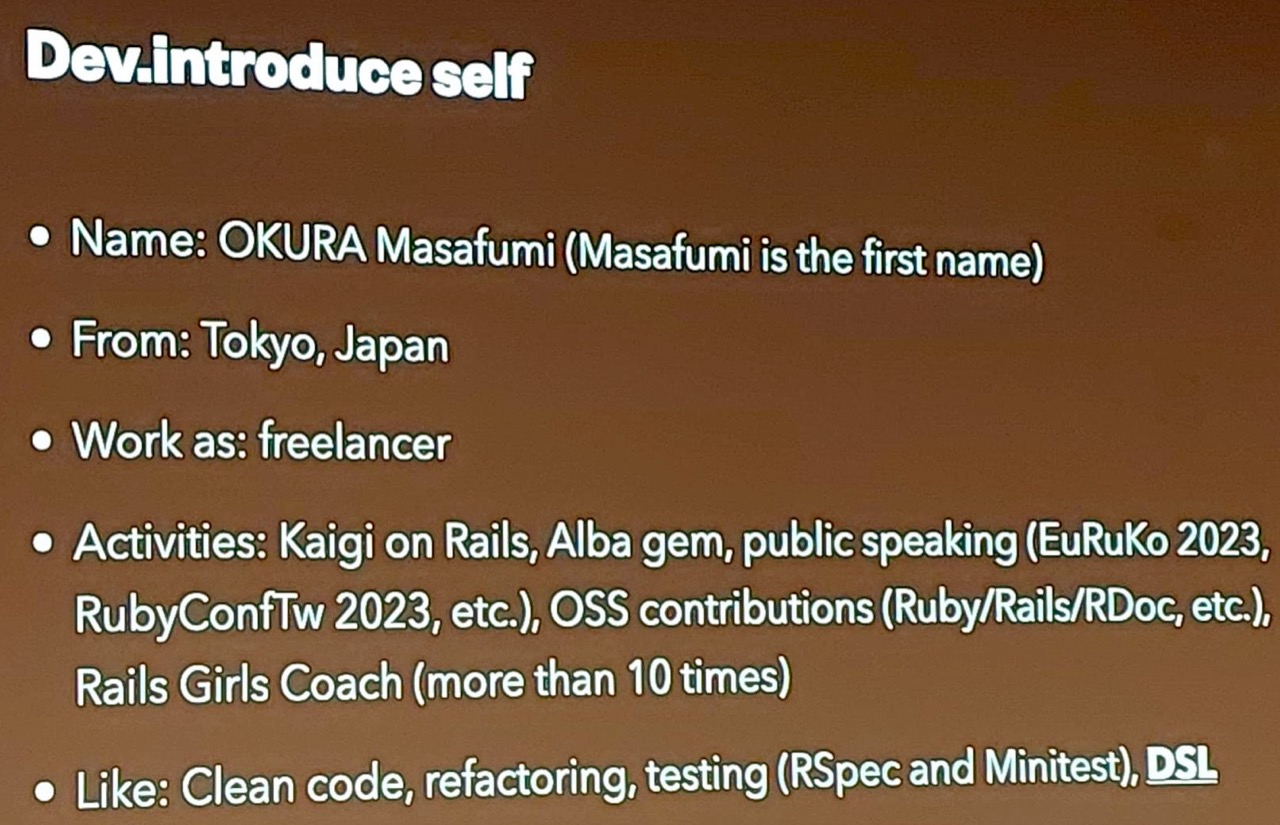 Dev.introduce self
• Name: OKURA Masafumi (Masafumi is the first name)
• From: Tokyo, Japan
• Work as: freelancer
• Activities: Kaigi on Rails, Alba gem, public speaking (EuRuKo 2023,
RubyConfTw 2023, etc.), OSS contributions (Ruby/Rails/RDoc, etc.),
Rails Girls Coach (more than 10 times)
• Like: Clean code, refactoring, testing (RSpec and Minitest), DSL